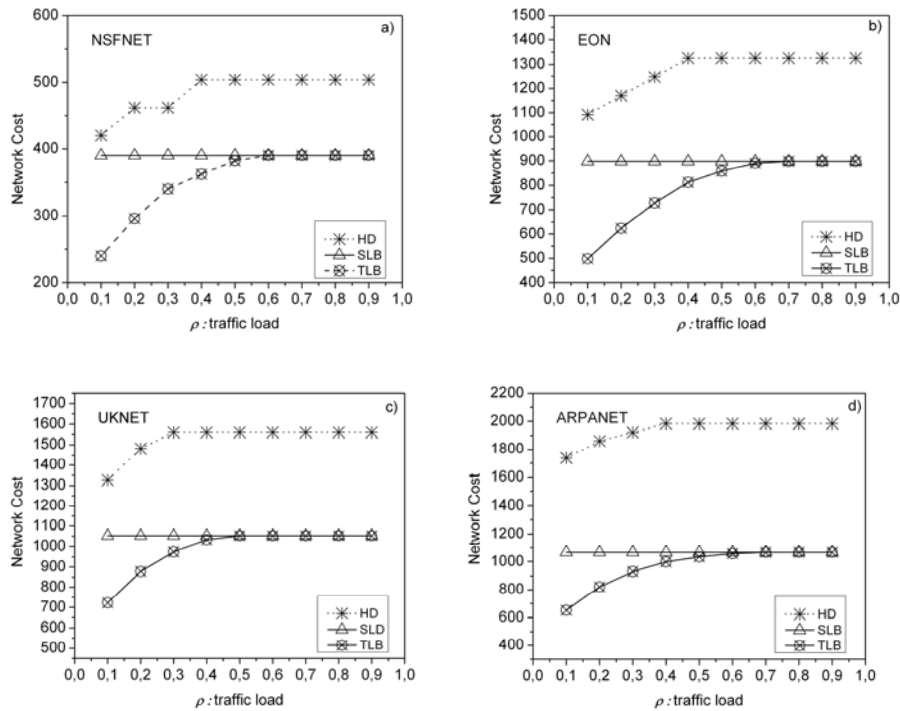 a)
NSFNET
600
500
400
300
200
Network Cost
HD
SLB
TLB
0,0 0,1 0,2 0,3 0,4 0,5 0,6 0,7 0,8 0,9 1,0
ρ : traffic load
b)
EON
1500
1400
1300
1200
1100
1000
900
800
700
600
500
400
Network Cost
HD
SLB
TLB
0,0 0,1 0,2 0,3 0,4 0,5 0,6 0,7 0,8 0,9 1,0
ρ : traffic load
c)
UKNET
1700
1600
1500
1400
1300
1200
1100
1000
900
800
700
600
500
Network Cost
HD
SLD
TLB
0,0 0,1 0,2 0,3 0,4 0,5 0,6 0,7 0,8 0,9 1,0
ρ : traffic load
d)
ARPANET
2200
2000
1800
1600
1400
1200
1000
800
600
400
Network Cost
HD
SLB
TLB
0,0 0,1 0,2 0,3 0,4 0,5 0,6 0,7 0,8 0,9 1,0
ρ : traffic load